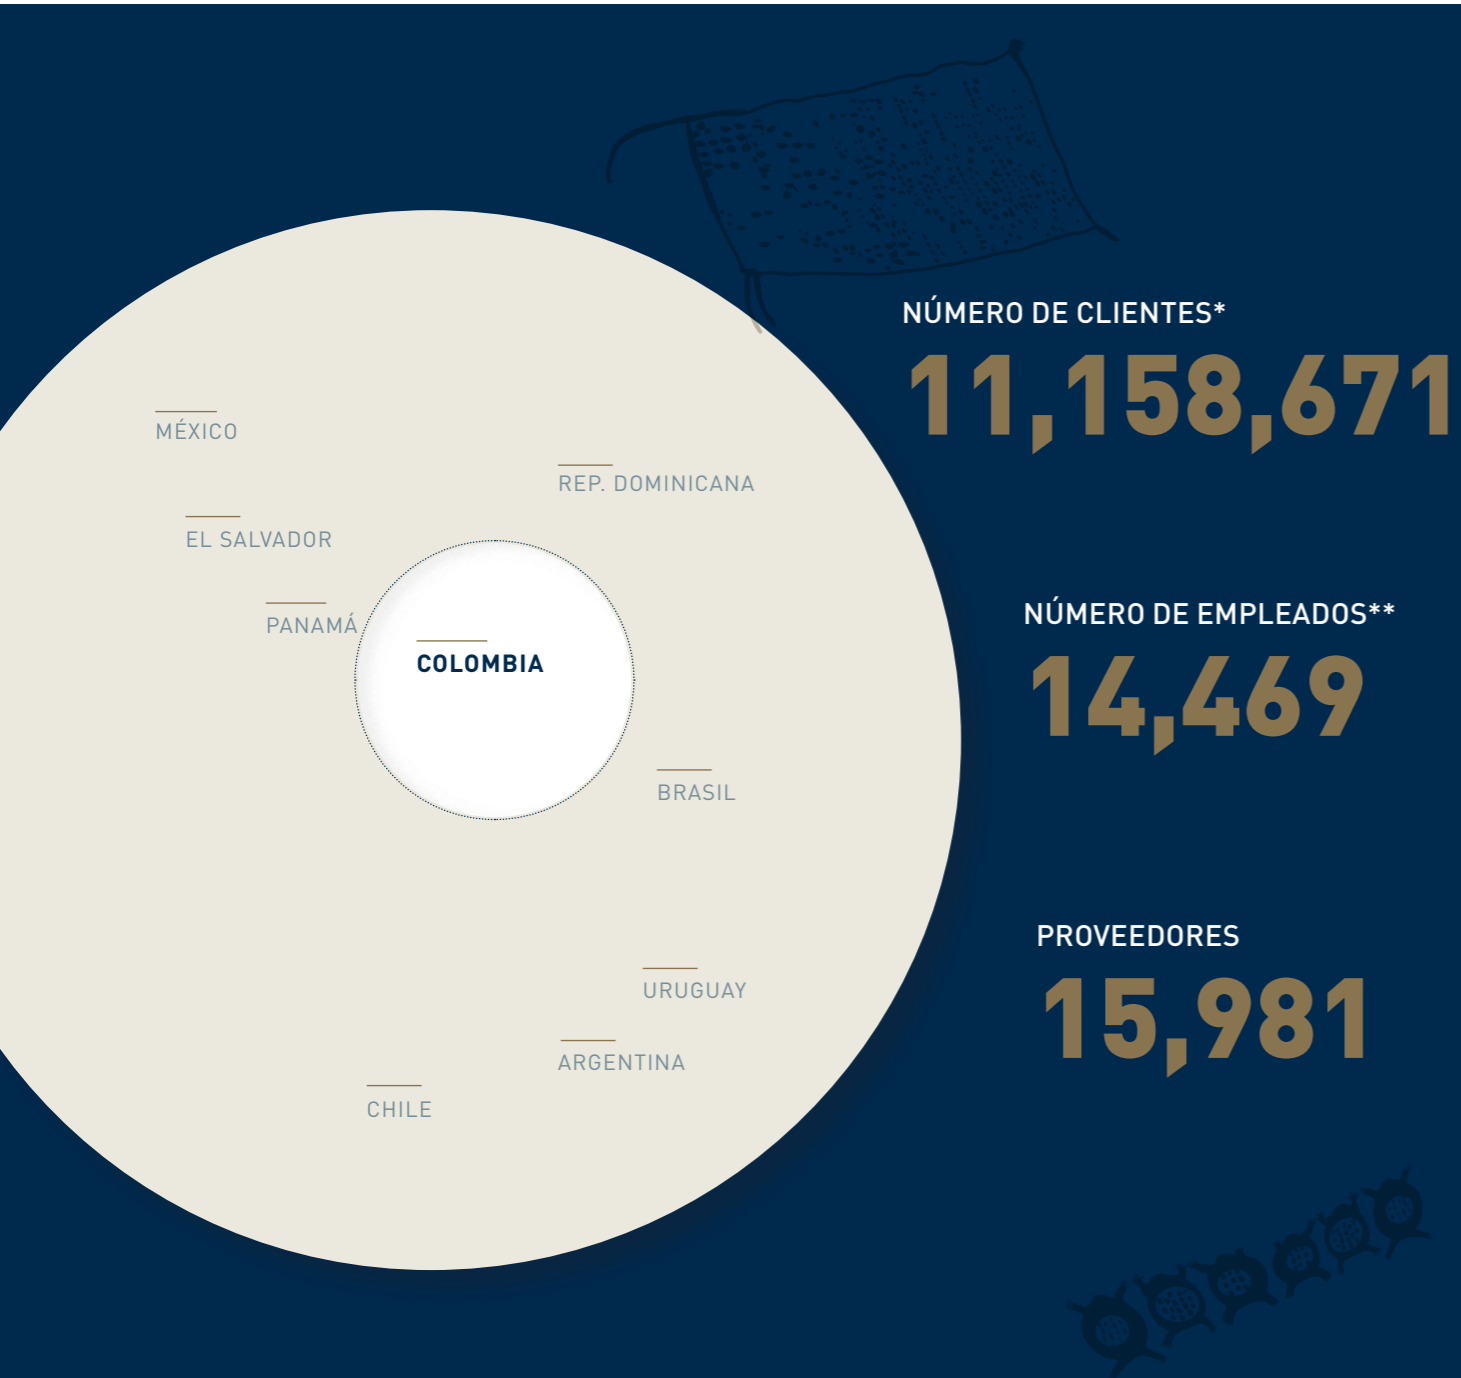 MÉXICO
REP. DOMINICANA
EL SALVADOR
PANAMÁ
COLOMBIA
BRASIL
URUGUAY
ARGENTINA
CHILE
NÚMERO DE CLIENTES*
11,158,671
NÚMERO DE EMPLEADOS**
14,469
PROVEEDORES
15,981